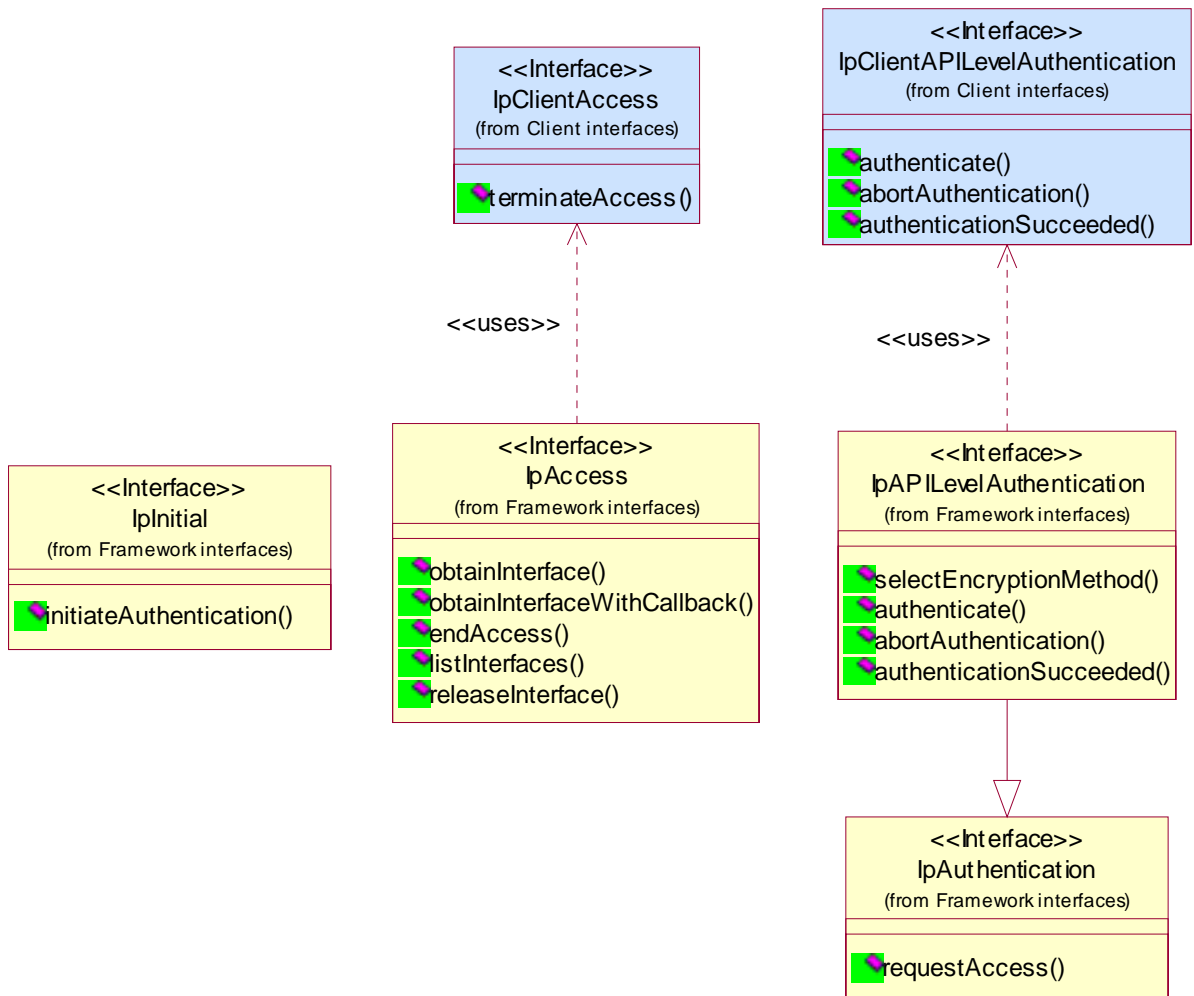 <<Interface>>
IpClientAccess
(from Client interfaces)
terminateAccess()
<<Interface>>
IpClientAPILevelAuthentication
(from Client interfaces)
authenticate()
abortAuthentication()
authenticationSucceeded()
<<uses>>
<<uses>>
<<Interface>>
IpInitial
(from Framework interfaces)
initiateAuthentication()
<<Interface>>
IpAccess
(from Framework interfaces)
obtainInterface()
obtainInterfaceWithCallback()
endAccess()
listInterfaces()
releaseInterface()
<<Interface>>
IpAPILevelAuthentication
(from Framework interfaces)
selectEncryptionMethod()
authenticate()
abortAuthentication()
authenticationSucceeded()
<<Interface>>
IpAuthentication
(from Framework interfaces)
requestAccess()